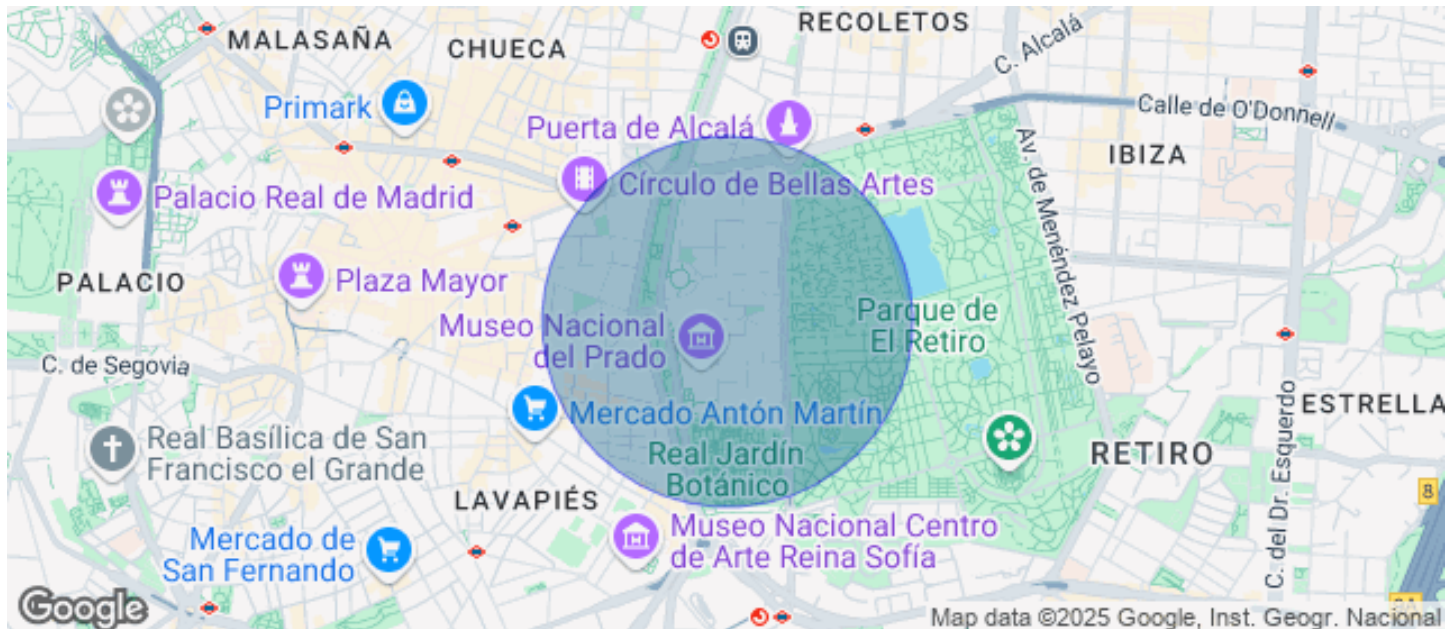 RECOLETOS
MALASAÑA
CHUECA
C. Alcalá
Primark
Calle de O'Donnell
Puerta de Alcalá
IBIZA
Av. de Menéndez Pelayo
Palacio Real de Madrid
Círculo de Bellas Artes
PALACIO
Plaza Mayor
Museo Nacional
del Prado
Parque de
El Retiro
C. de Segovia
Mercado Antón Martín
ESTRELLA
Real Basílica de San
Francisco el Grande
Real Jardín
Botánico
RETIRO
C. del Dr. Esquerdo
8
LAVAPIÉS
Museo Nacional Centro
de Arte Reina Sofía
Mercado de
San Fernando
Google
Map data ©2025 Google, Inst. Geogr. Nacional